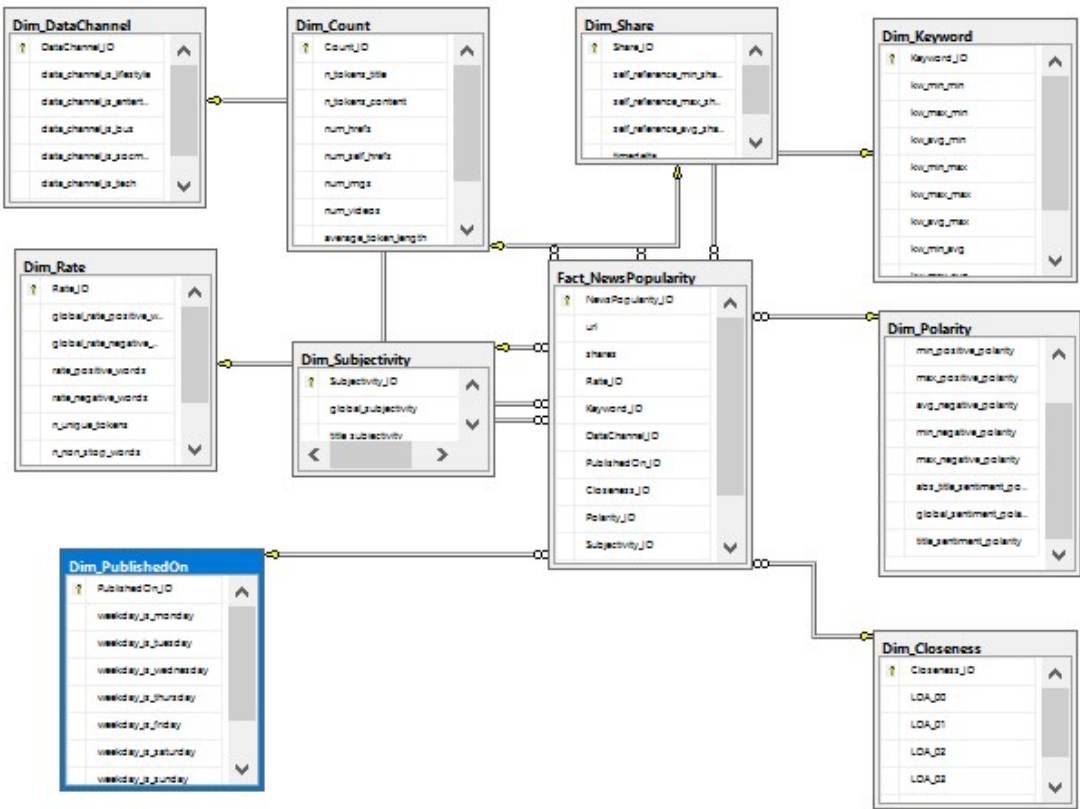 Dim_DataChannel
DataChannel_ID
data_channel_is_lifestyle
data_channel_is_entert...
data_channel_is_bus
data_channel_is_socm...
data_channel_is_tech
Dim_Count
Count_ID
n_tokens_title
n_tokens_content
num_hrefs
num_self_hrefs
num_imgs
num_videos
average_token_length
Dim_Share
Share_ID
self_reference_min_sha...
self_reference_max_sh...
self_reference_avg_sha...
timedelta
Dim_Keyword
Keyword_ID
kw_min_min
kw_max_min
kw_avg_min
kw_min_max
kw_max_max
kw_avg_max
kw_min_avg
kw_max_avg
Dim_Rate
Rate_ID
global_rate_positive_w...
global_rate_negative_...
rate_positive_words
rate_negative_words
n_unique_tokens
n_non_stop_words
Dim_Subjectivity
Subjectivity_ID
global_subjectivity
title_subjectivity
Fact_NewsPopularity
NewsPopularity_ID
url
shares
Rate_ID
Keyword_ID
DataChannel_ID
PublishedOn_ID
Closeness_ID
Polarity_ID
Subjectivity_ID
Dim_Polarity
min_positive_polarity
max_positive_polarity
avg_negative_polarity
min_negative_polarity
max_negative_polarity
abs_title_sentiment_po...
global_sentiment_pola...
title_sentiment_polarity
Dim_PublishedOn
PublishedOn_ID
weekday_is_monday
weekday_is_tuesday
weekday_is_wednesday
weekday_is_thursday
weekday_is_friday
weekday_is_saturday
weekday_is_sunday
Dim_Closeness
Closeness_ID
LDA_00
LDA_01
LDA_02
LDA_03